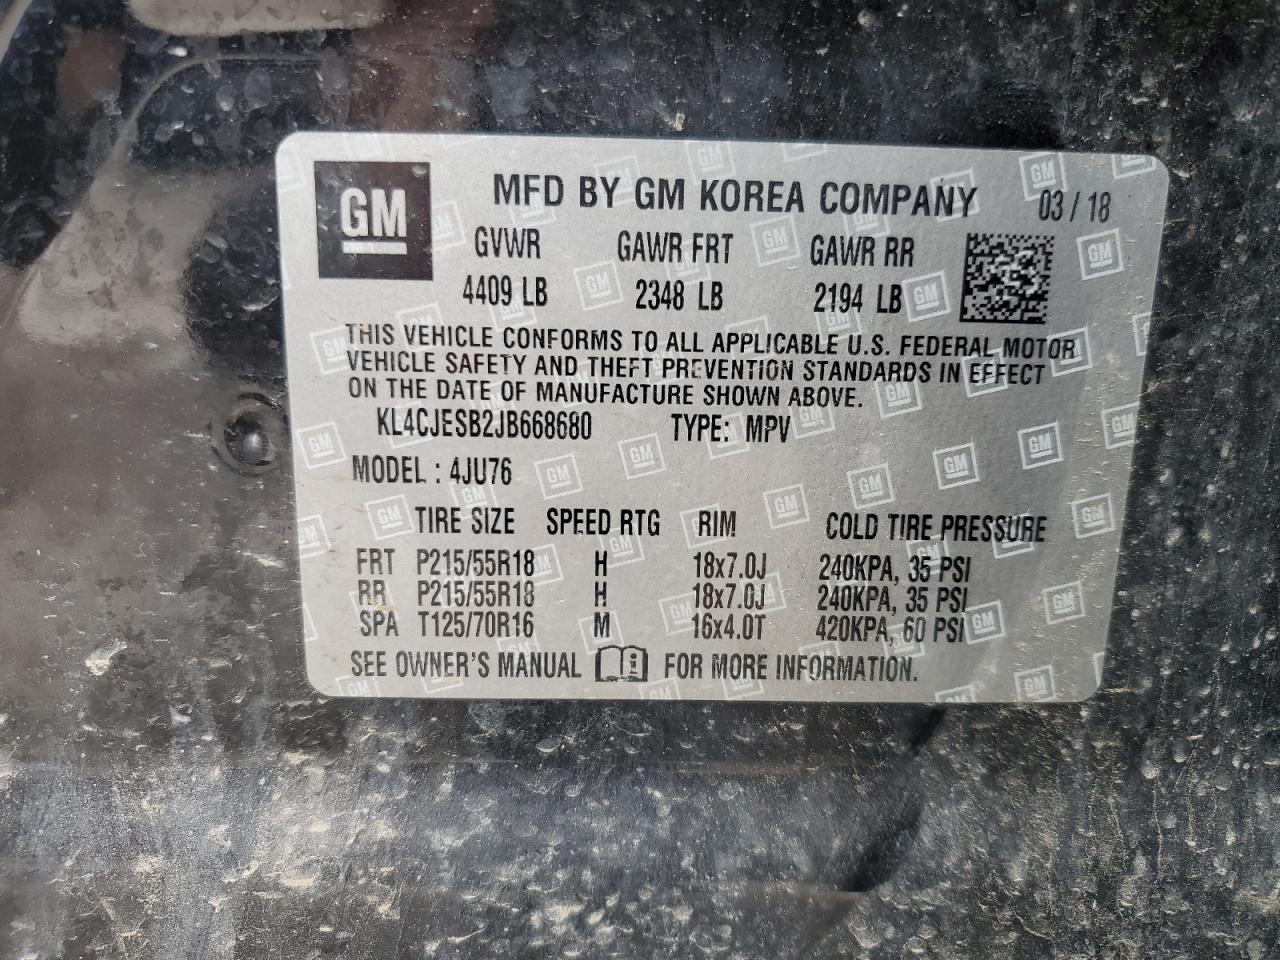 GM
MFD BY GM KOREA COMPANY 03 / 18
GVWR GAWR FRT GAWR RR
4409 LB 2348 LB 2194 LB
THIS VEHICLE CONFORMS TO ALL APPLICABLE U.S. FEDERAL MOTOR
VEHICLE SAFETY AND THEFT PREVENTION STANDARDS IN EFFECT
ON THE DATE OF MANUFACTURE SHOWN ABOVE.
KL4CJESB2JB668680 TYPE: MPV
MODEL : 4JU76
TIRE SIZE SPEED RTG RIM COLD TIRE PRESSURE
FRT P215/55R18 H 18x7.0J 240KPA, 35 PSI
RR P215/55R18 H 18x7.0J 240KPA, 35 PSI
SPA T125/70R16 M 16x4.0T 420KPA, 60 PSI
SEE OWNER'S MANUAL FOR MORE INFORMATION.